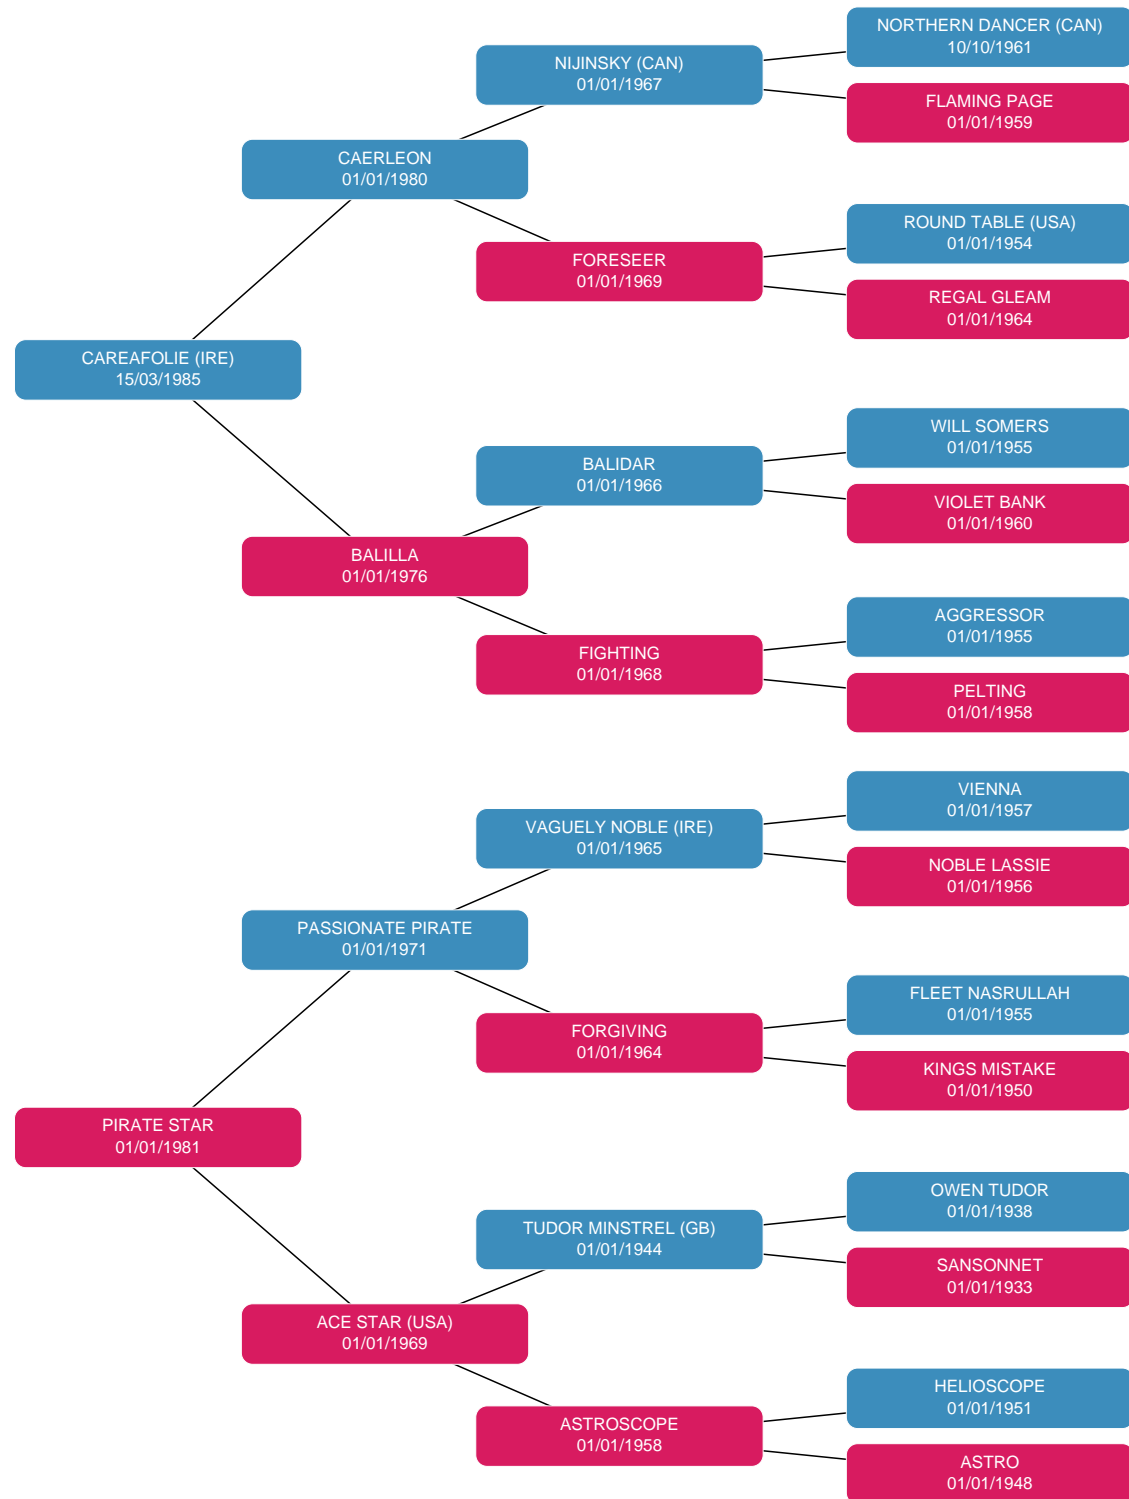 NORTHERN DANCER (CAN)
10/10/1961
NIJINSKY (CAN)
01/01/1967
FLAMING PAGE
01/01/1959
CAERLEON
01/01/1980
ROUND TABLE (USA)
01/01/1954
FORESEER
01/01/1969
REGAL GLEAM
01/01/1964
CAREAFOLIE (IRE)
15/03/1985
WILL SOMERS
01/01/1955
BALIDAR
01/01/1966
VIOLET BANK
01/01/1960
BALILLA
01/01/1976
AGGRESSOR
01/01/1955
FIGHTING
01/01/1968
PELTING
01/01/1958
VIENNA
01/01/1957
VAGUELY NOBLE (IRE)
01/01/1965
NOBLE LASSIE
01/01/1956
PASSIONATE PIRATE
01/01/1971
FLEET NASRULLAH
01/01/1955
FORGIVING
01/01/1964
KINGS MISTAKE
01/01/1950
PIRATE STAR
01/01/1981
OWEN TUDOR
01/01/1938
TUDOR MINSTREL (GB)
01/01/1944
SANSONNET
01/01/1933
ACE STAR (USA)
01/01/1969
HELIOSCOPE
01/01/1951
ASTROSCOPE
01/01/1958
ASTRO
01/01/1948